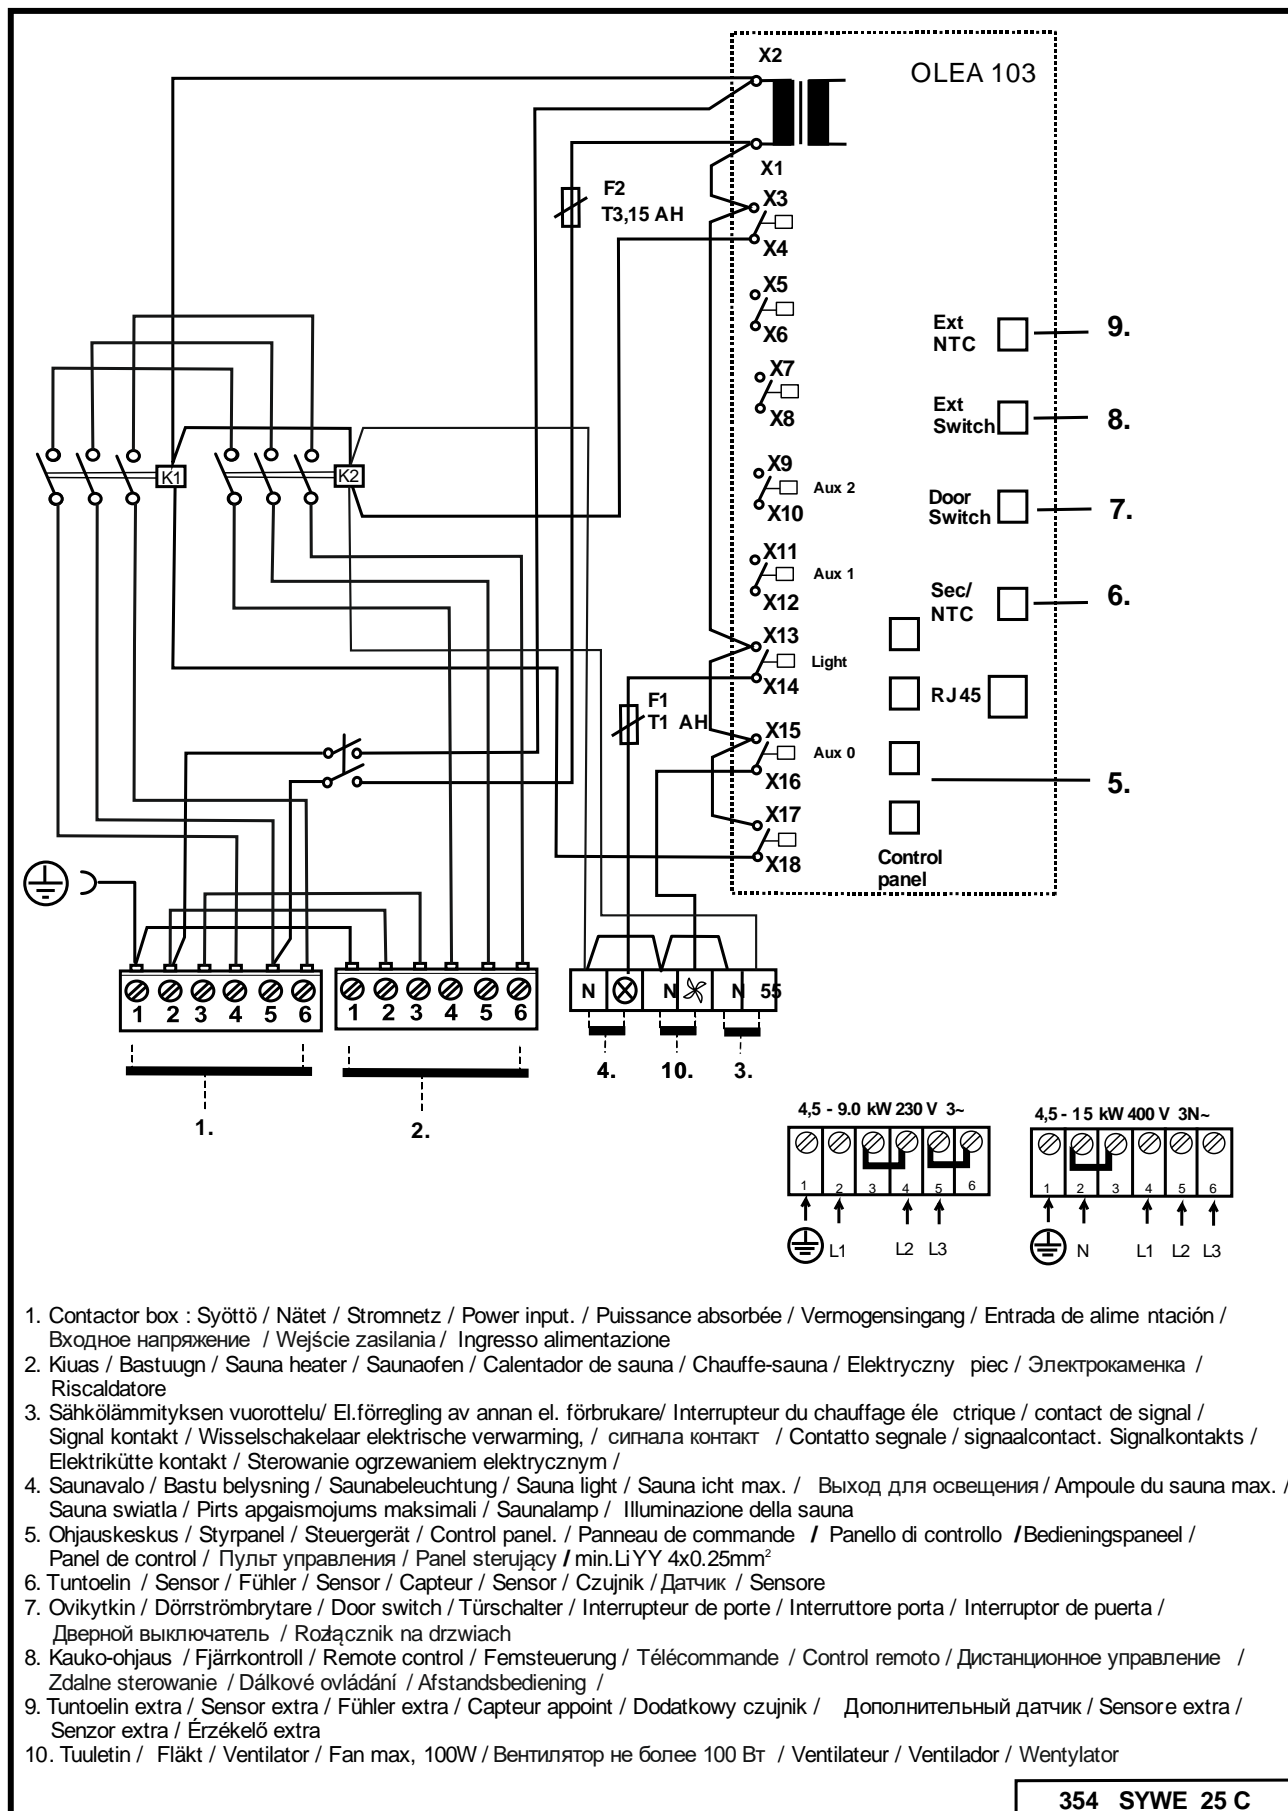 X2
OLEA 103
X1
F2
T3,15 AH
X3
X4
X5
X6
Ext
NTC
9.
X7
X8
Ext
Switch
8.
K1
K2
X9
Aux 2
X10
Door
Switch
7.
X11
Aux 1
X12
Sec/
NTC
6.
X13
Light
X14
RJ45
F1
T1 AH
X15
Aux 0
X16
5.
X17
X18
Control
panel
1 2 3 4 5 6
1 2 3 4 5 6
N N N 55
4. 10. 3.
1. 2.
4,5 - 9.0 kW 230 V 3~
1 2 3 4 5 6
L1 L2 L3
4,5 - 15 kW 400 V 3N~
1 2 3 4 5 6
N L1 L2 L3
1. Contactor box : Syöttö / Nätet / Stromnetz / Power input. / Puissance absorbée / Vermogensingang / Entrada de alime ntación /
Входное напряжение / Wejście zasilania / Ingresso alimentazione
2. Kiuas / Bastuugn / Sauna heater / Saunaofen / Calentador de sauna / Chauffe-sauna / Elektryczny piec / Электрокаменка /
Riscaldatore
3. Sähkölämmityksen vuorottelu/ El.förregling av annan el. förbrukare/ Interrupteur du chauffage éle ctrique / contact de signal /
Signal kontakt / Wisselschakelaar elektrische verwarming, / сигнала контакт / Contatto segnale / signaalcontact. Signalkontakts /
Elektrikütte kontakt / Sterowanie ogrzewaniem elektrycznym /
4. Saunavalo / Bastu belysning / Saunabeleuchtung / Sauna light / Sauna icht max. / Выход для освещения / Ampoule du sauna max. /
Sauna swiatla / Pirts apgaismojums maksimali / Saunalamp / Illuminazione della sauna
5. Ohjauskeskus / Styrpanel / Steuergerät / Control panel. / Panneau de commande / Panello di controllo / Bedieningspaneel /
Panel de control / Пульт управления / Panel sterujący / min.LiYY 4x0.25mm²
6. Tuntoelin / Sensor / Fühler / Sensor / Capteur / Sensor / Czujnik / Датчик / Sensore
7. Ovikytkin / Dörrströmbrytare / Door switch / Türschalter / Interrupteur de porte / Interruttore porta / Interruptor de puerta /
Дверной выключатель / Rozłącznik na drzwiach
8. Kauko-ohjaus / Fjärrkontroll / Remote control / Femsteuerung / Télécommande / Control remoto / Дистанционное управление /
Zdalne sterowanie / Dálkové ovládání / Afstandsbediening /
9. Tuntoelin extra / Sensor extra / Fühler extra / Capteur appoint / Dodatkowy czujnik / Дополнительный датчик / Sensore extra /
Senzor extra / Érzékelő extra
10. Tuuletin / Fläkt / Ventilator / Fan max, 100W / Вентилятор не более 100 Вт / Ventilateur / Ventilador / Wentylator
354 SYWE 25 C